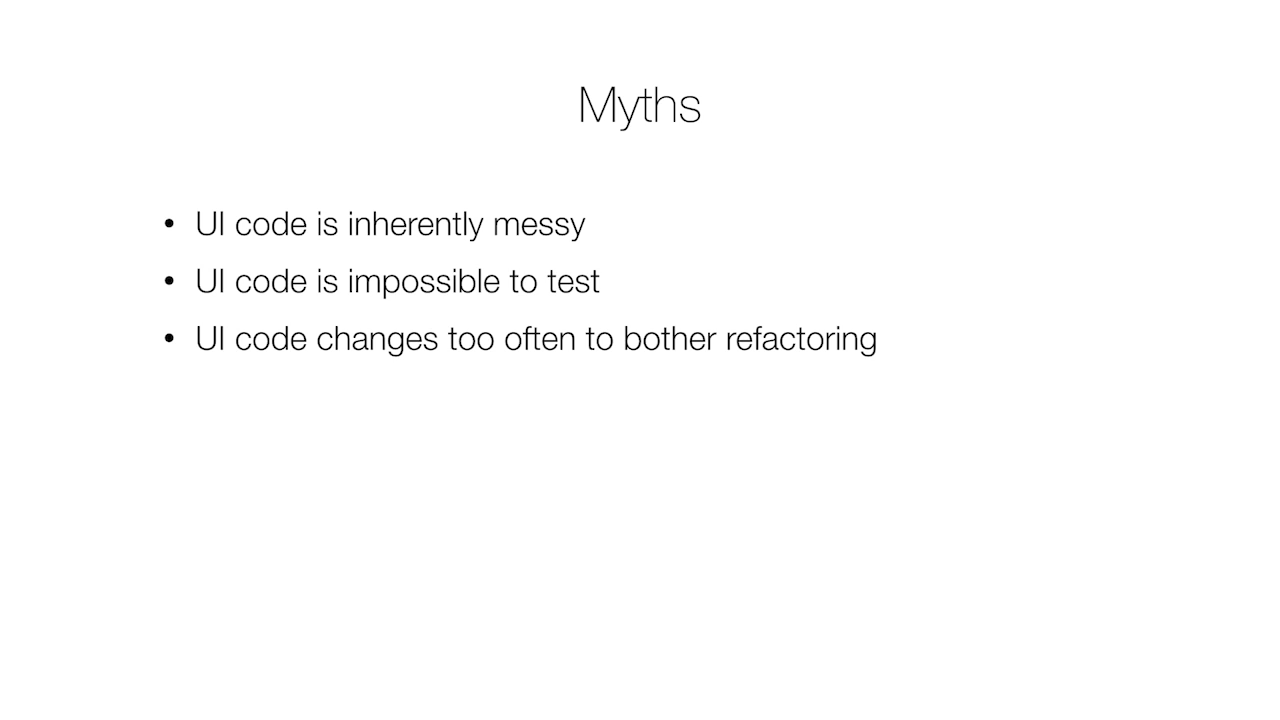 Myths
• UI code is inherently messy
• UI code is impossible to test
• UI code changes too often to bother refactoring